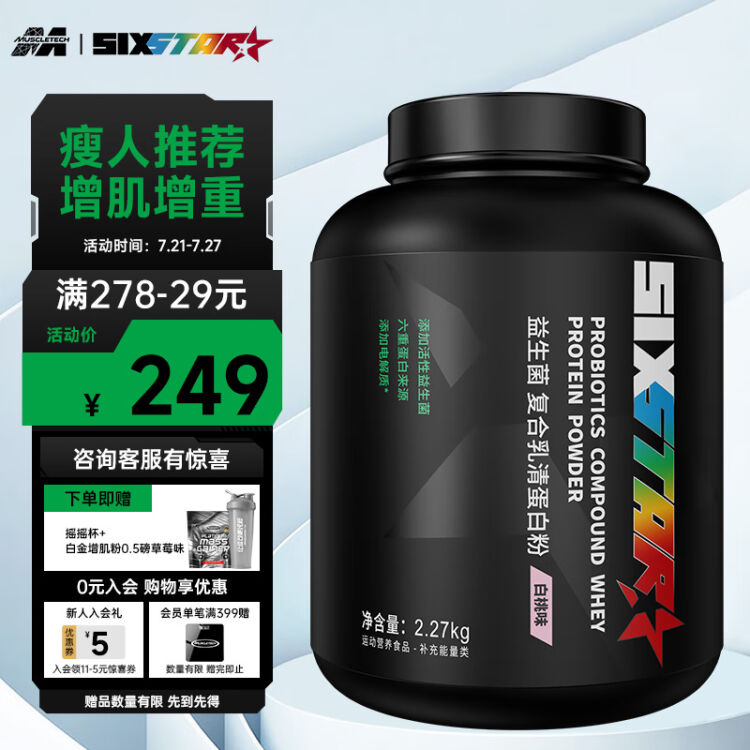 MUSCLETECH
SIXSTAR
瘦人推荐
增肌增重
活动时间：7.21-7.27
满278-29元
活动价
¥ 249
咨询客服有惊喜
下单即赠
摇摇杯+
白金增肌粉0.5磅草莓味
PLATINUM
MASS
GAINER
0元入会 购物享优惠
新人入会礼
优惠券
¥5
入会领11-5元惊喜券
会员单笔满399赠
MUSCLETECH
数量有限 赠完即止
赠品数量有限 先到先得
SIXSTAR
PROBIOTICS COMPOUND WHEY
PROTEIN POWDER
益生菌 复合乳清蛋白粉
添加活性益生菌
六重蛋白来源
添加电解质*
白桃味
净含量：2.27kg
运动营养食品 - 补充能量类